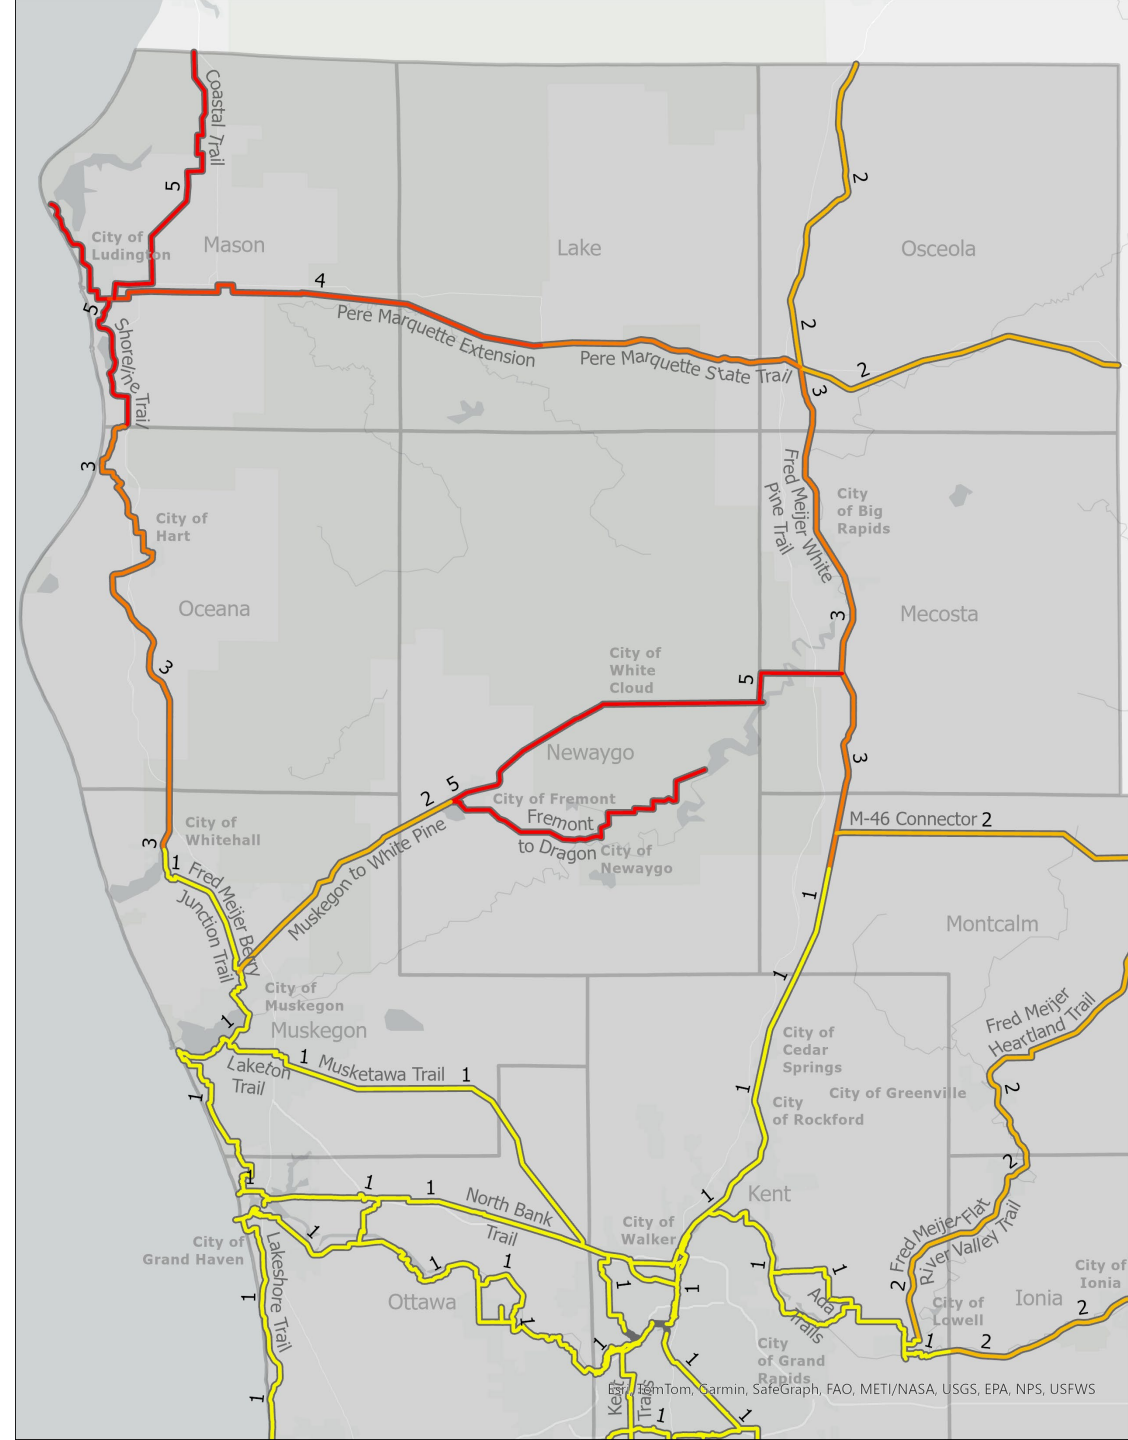 Coastal Trail
5
2
City of
Ludington
Mason
Lake
Osceola
4
5
Pere Marquette Extension
2
Pere Marquette State Trail
2
2
3
Shoreline Trail
3
Fred Meijer White
Pine Trail
City
of Big
Rapids
City of
Hart
Oceana
3
Mecosta
3
City of
White
Cloud
5
Newaygo
3
2
5
City of Fremont
Fremont
to Dragon
City of
Newaygo
M-46 Connector
2
City of
Whitehall
3
1
Muskegon to White Pine
Fred Meijer Berry
Junction Trail
1
Montcalm
1
City of
Muskegon
Muskegon
1
Fred Meijer
Heartland Trail
City of
Cedar
Springs
Laketon
Trail
1
Musketawa Trail
1
1
1
2
City of Greenville
City
of Rockford
2
1
1
1
North Bank
Trail
1
Kent
City of
Walker
City of
Grand Haven
1
Lakeshore Trail
1
1
1
Ottawa
1
1
1
1
1
Ada
Trails
Fred Meijer Flat
River Valley Trail
2
City of
Ionia
Ionia
2
City of
Lowell
1
2
1
1
1
City
of Grand
Rapids
Esri, TomTom, Garmin, SafeGraph, FAO, METI/NASA, USGS, EPA, NPS, USFWS
1
Kent
Trails
1
1